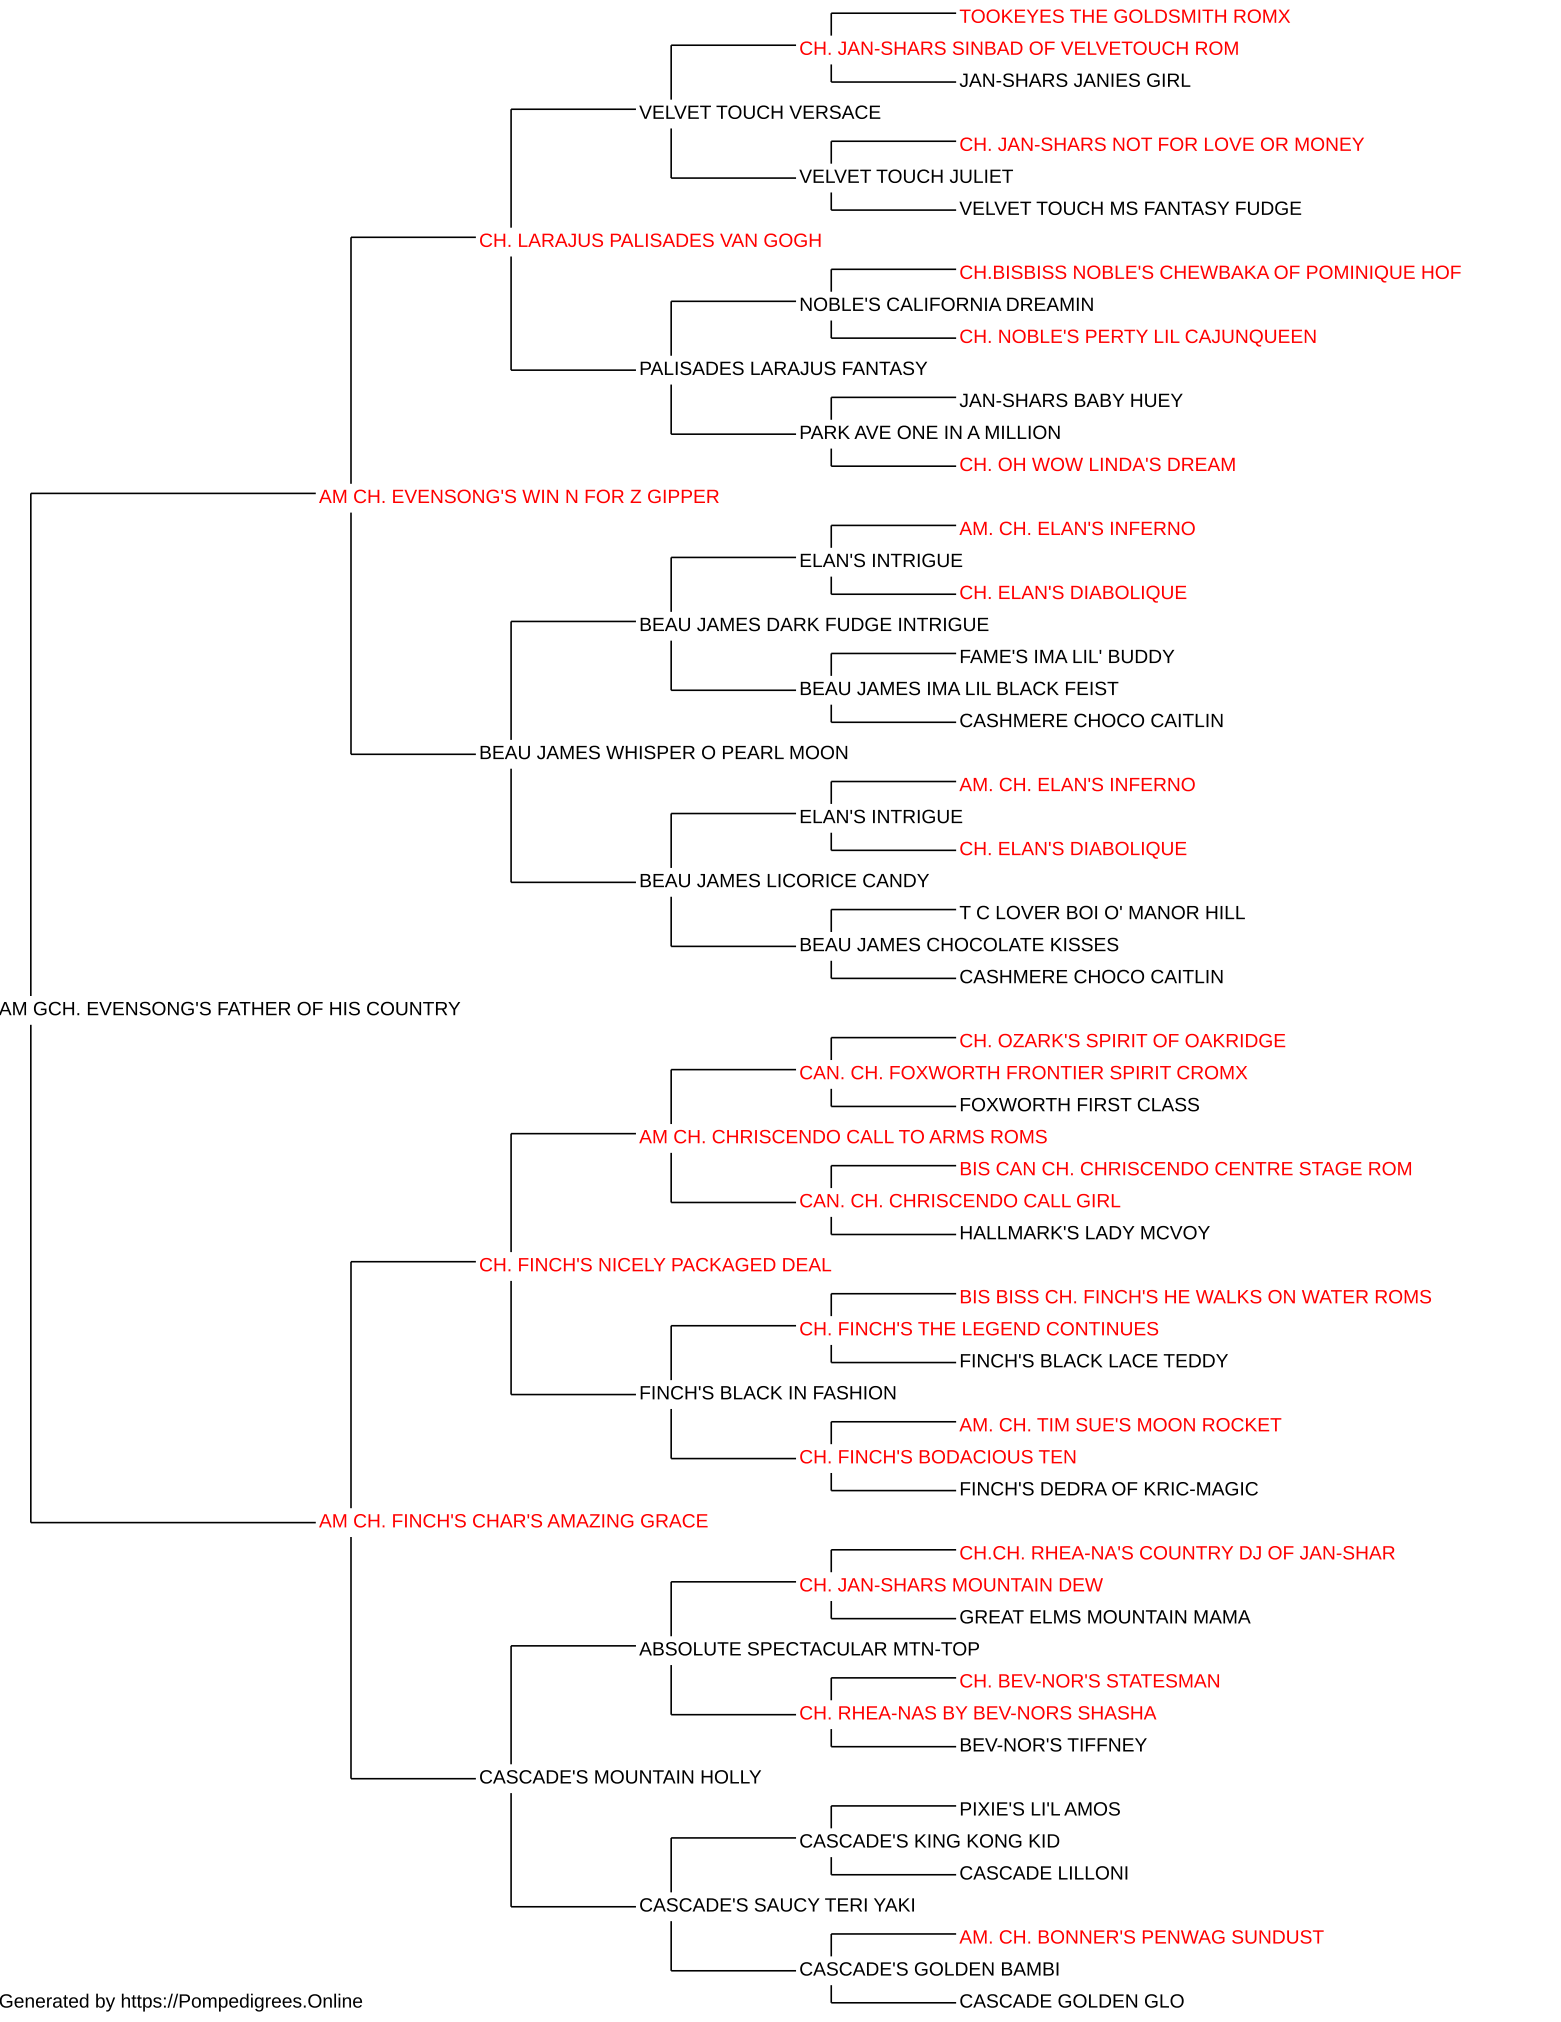 TOOKEYES THE GOLDSMITH ROMX
CH. JAN-SHARS SINBAD OF VELVETOUCH ROM
JAN-SHARS JANIES GIRL
VELVET TOUCH VERSACE
CH. JAN-SHARS NOT FOR LOVE OR MONEY
VELVET TOUCH JULIET
VELVET TOUCH MS FANTASY FUDGE
CH. LARAJUS PALISADES VAN GOGH
CH.BISBISS NOBLE'S CHEWBAKA OF POMINIQUE HOF
NOBLE'S CALIFORNIA DREAMIN
CH. NOBLE'S PERTY LIL CAJUNQUEEN
PALISADES LARAJUS FANTASY
JAN-SHARS BABY HUEY
PARK AVE ONE IN A MILLION
CH. OH WOW LINDA'S DREAM
AM CH. EVENSONG'S WIN N FOR Z GIPPER
AM. CH. ELAN'S INFERNO
ELAN'S INTRIGUE
CH. ELAN'S DIABOLIQUE
BEAU JAMES DARK FUDGE INTRIGUE
FAME'S IMA LIL' BUDDY
BEAU JAMES IMA LIL BLACK FEIST
CASHMERE CHOCO CAITLIN
BEAU JAMES WHISPER O PEARL MOON
AM. CH. ELAN'S INFERNO
ELAN'S INTRIGUE
CH. ELAN'S DIABOLIQUE
BEAU JAMES LICORICE CANDY
T C LOVER BOI O' MANOR HILL
BEAU JAMES CHOCOLATE KISSES
CASHMERE CHOCO CAITLIN
AM GCH. EVENSONG'S FATHER OF HIS COUNTRY
CH. OZARK'S SPIRIT OF OAKRIDGE
CAN. CH. FOXWORTH FRONTIER SPIRIT CROMX
FOXWORTH FIRST CLASS
AM CH. CHRISCENDO CALL TO ARMS ROMS
BIS CAN CH. CHRISCENDO CENTRE STAGE ROM
CAN. CH. CHRISCENDO CALL GIRL
HALLMARK'S LADY MCVOY
CH. FINCH'S NICELY PACKAGED DEAL
BIS BISS CH. FINCH'S HE WALKS ON WATER ROMS
CH. FINCH'S THE LEGEND CONTINUES
FINCH'S BLACK LACE TEDDY
FINCH'S BLACK IN FASHION
AM. CH. TIM SUE'S MOON ROCKET
CH. FINCH'S BODACIOUS TEN
FINCH'S DEDRA OF KRIC-MAGIC
AM CH. FINCH'S CHAR'S AMAZING GRACE
CH.CH. RHEA-NA'S COUNTRY DJ OF JAN-SHAR
CH. JAN-SHARS MOUNTAIN DEW
GREAT ELMS MOUNTAIN MAMA
ABSOLUTE SPECTACULAR MTN-TOP
CH. BEV-NOR'S STATESMAN
CH. RHEA-NAS BY BEV-NORS SHASHA
BEV-NOR'S TIFFNEY
CASCADE'S MOUNTAIN HOLLY
PIXIE'S LI'L AMOS
CASCADE'S KING KONG KID
CASCADE LILLONI
CASCADE'S SAUCY TERI YAKI
AM. CH. BONNER'S PENWAG SUNDUST
CASCADE'S GOLDEN BAMBI
CASCADE GOLDEN GLO
Generated by https://Pompedigrees.Online